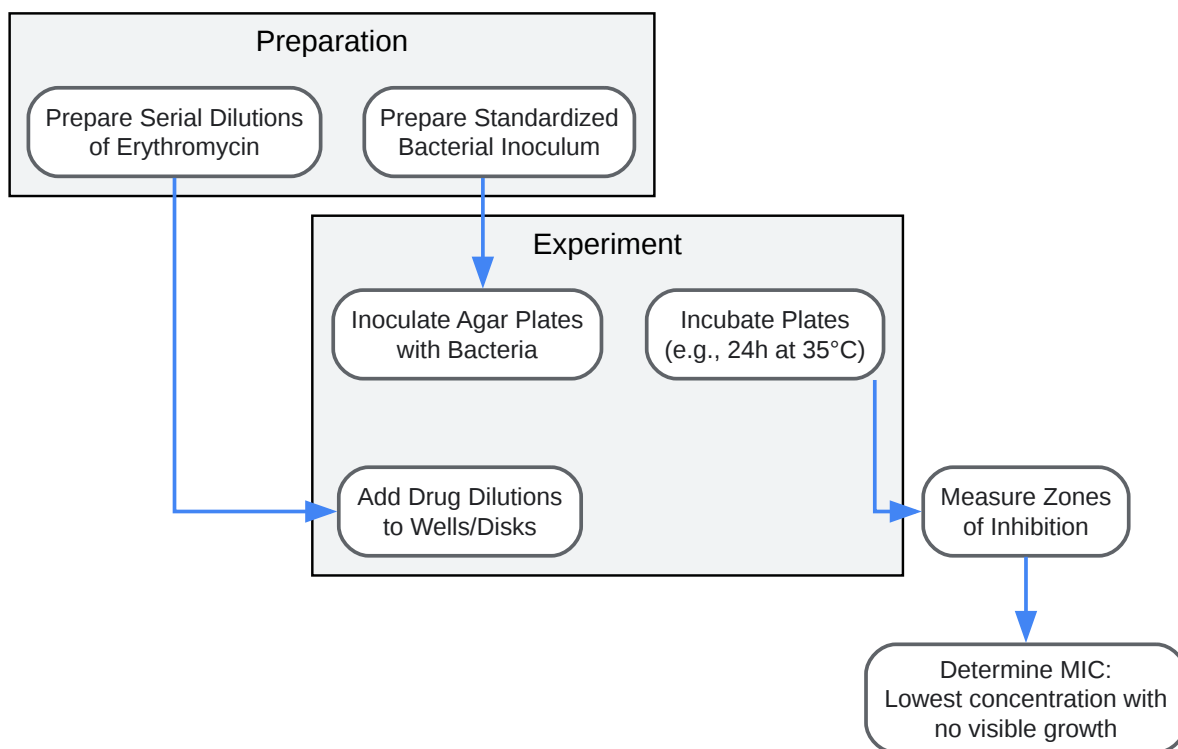 Preparation
Prepare Serial Dilutions
of Erythromycin
Prepare Standardized
Bacterial Inoculum
Experiment
Inoculate Agar Plates
with Bacteria
Incubate Plates
(e.g., 24h at 35°C)
Add Drug Dilutions
to Wells/Disks
Measure Zones
of Inhibition
Determine MIC:
Lowest concentration with
no visible growth